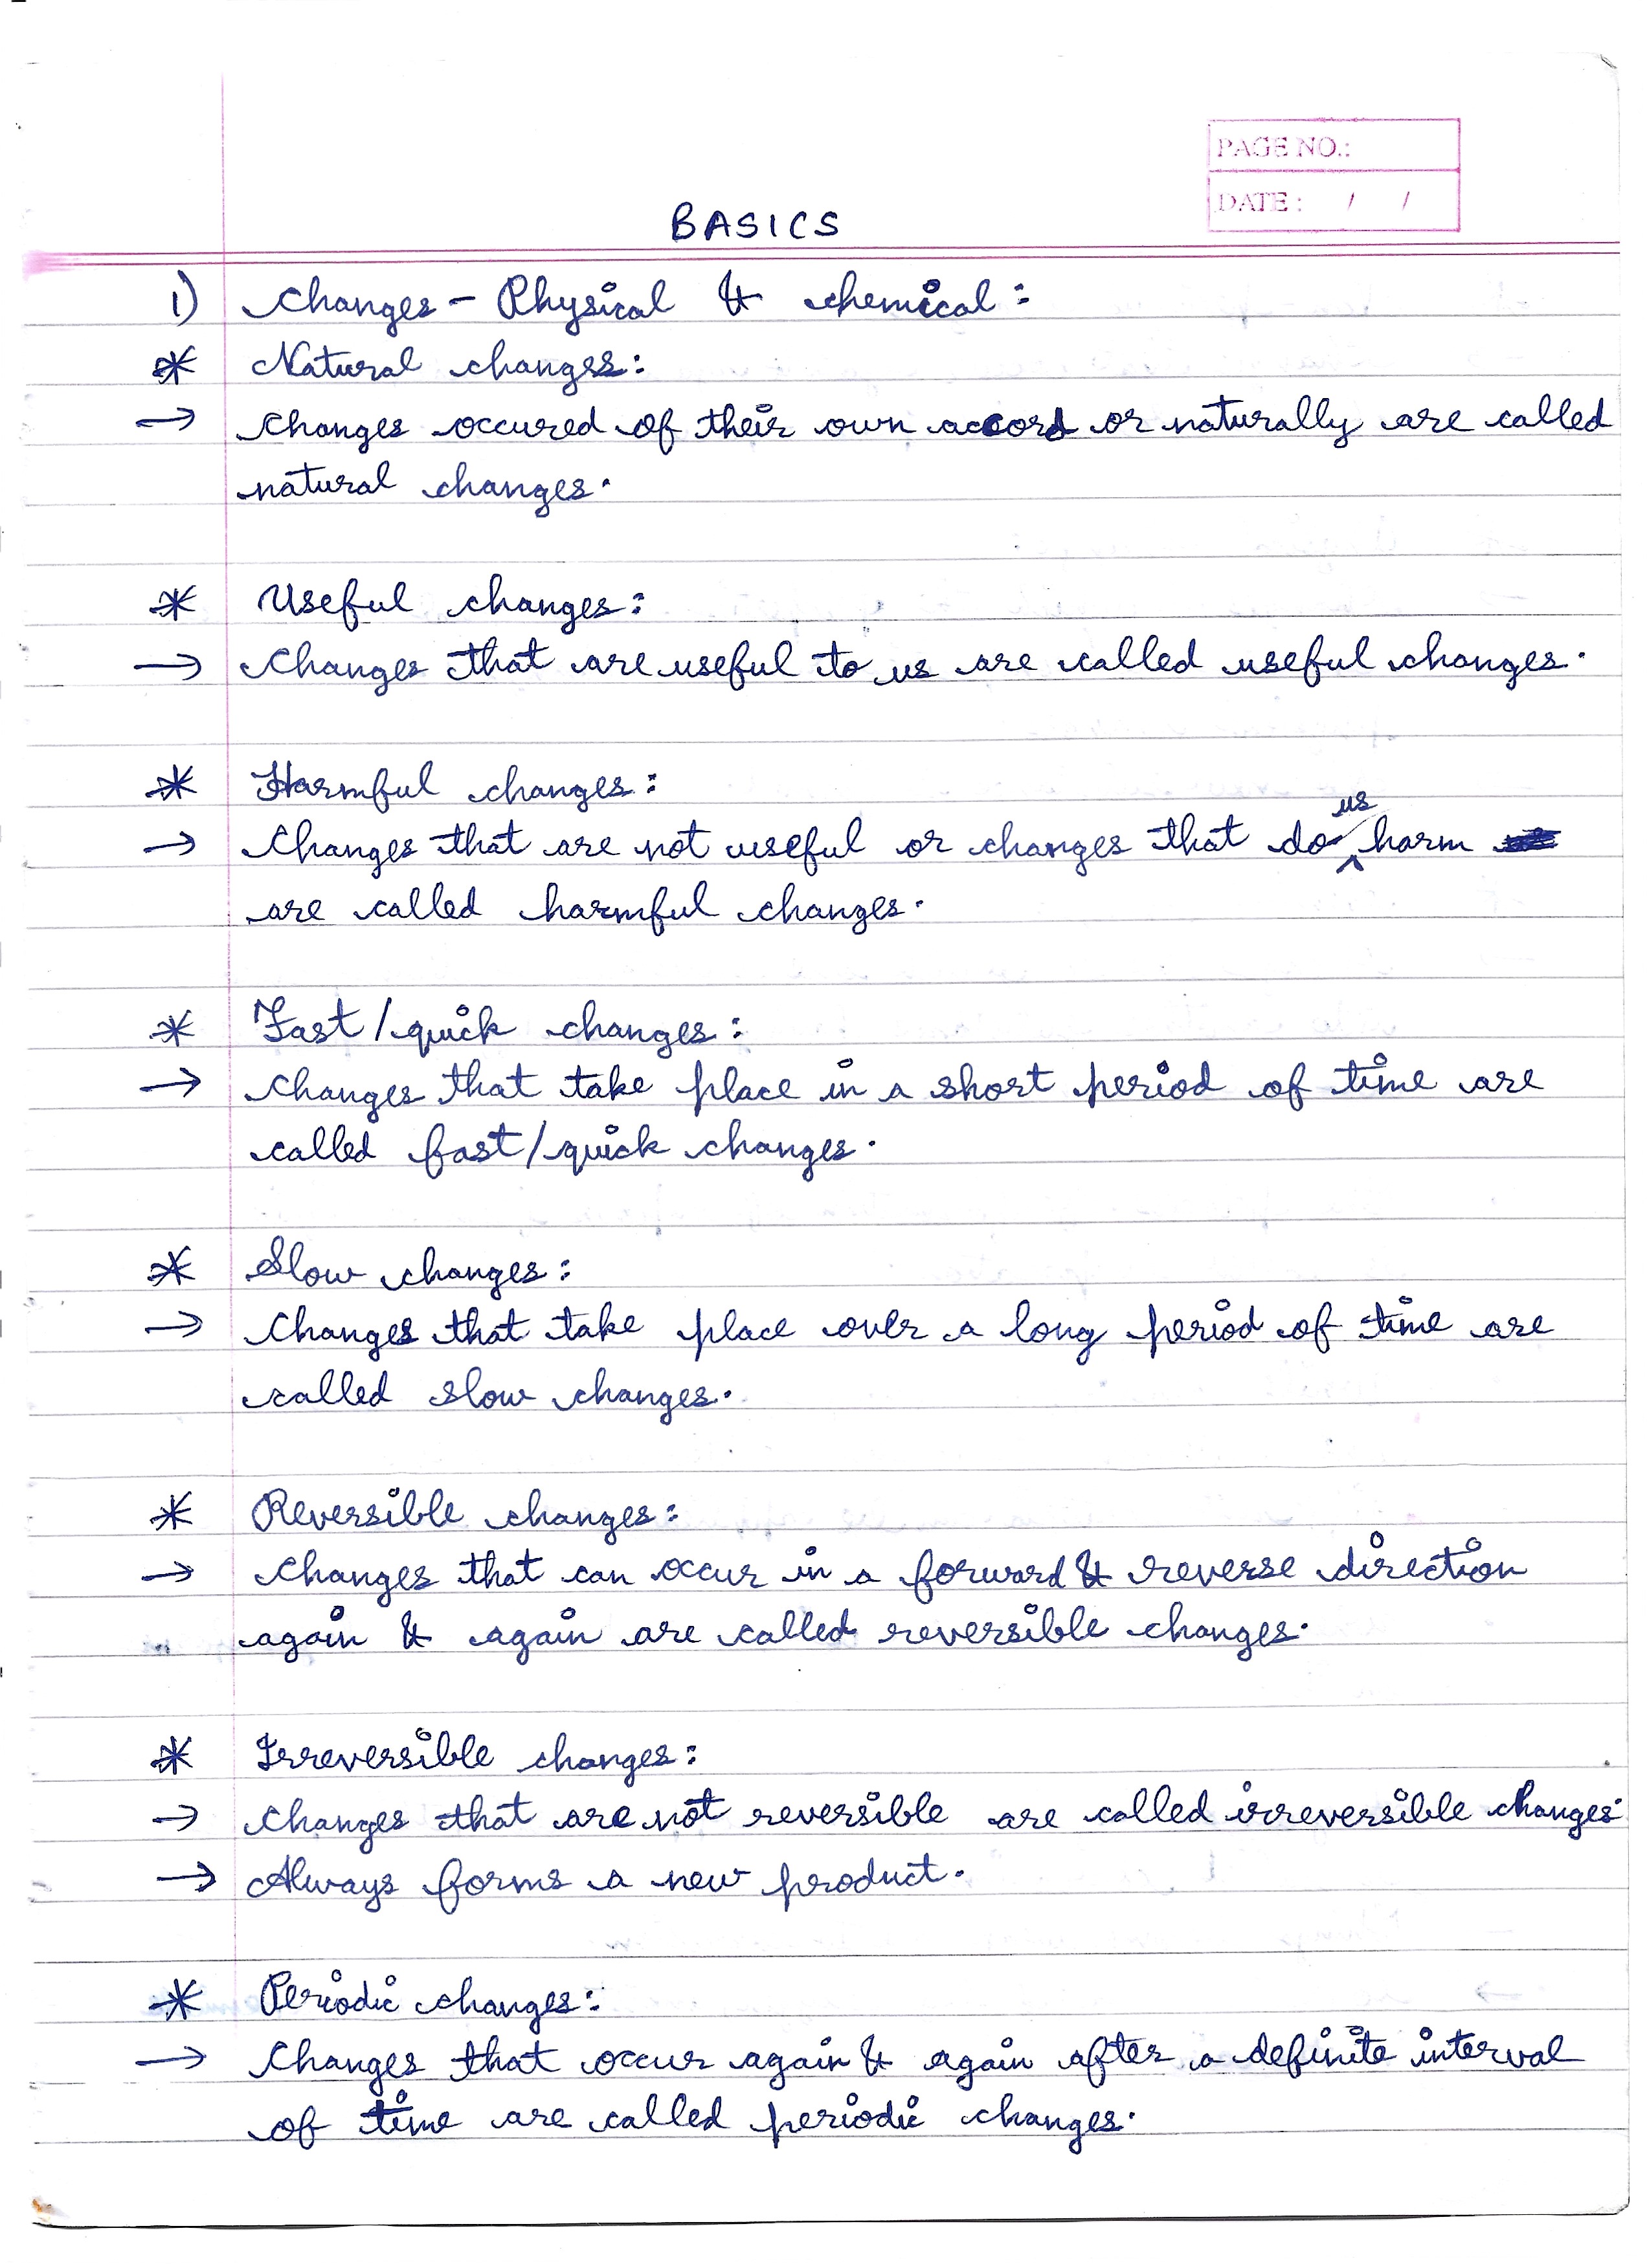 PAGE NO.:
DATE : / /
BASICS
1) Changes - Physical & chemical :
* Natural changes :
→ Changes occured of their own accord or naturally are called
natural changes.
* Useful changes :
→ Changes that are useful to us are called useful changes.
* Harmful changes :
→ Changes that are not useful or changes that do us harm
are called harmful changes.
* Fast/quick changes :
→ Changes that take place in a short period of time are
called fast/quick changes.
* Slow changes :
→ Changes that take place over a long period of time are
called slow changes.
* Reversible changes :
→ Changes that can occur in a forward & reverse direction
again & again are called reversible changes.
* Irreversible changes :
→ Changes that are not reversible are called irreversible changes.
→ Always forms a new product.
* Periodic changes :
→ Changes that occur again & again after a definite interval
of time are called periodic changes.